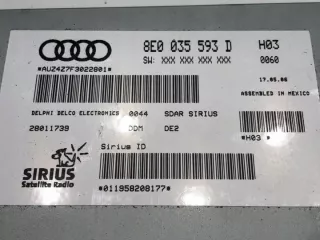 8E0 035 593 D H03
SW: XXX XXX XXX XXX 0060
*AUZ4Z7F3022801*
17.05.06
ASSEMBLED IN MEXICO
DELPHI DELCO ELECTRONICS 0044 SDAR SIRIUS
28011739 DDM DE2
*H03 *
Sirius ID
SIRIUS
Satellite Radio
*011958208177*